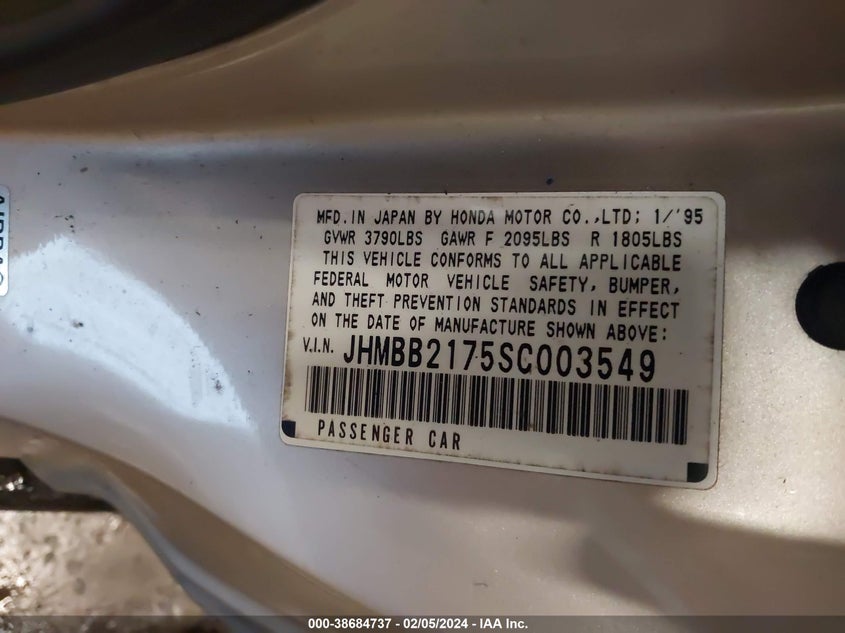 MFD. IN JAPAN BY HONDA MOTOR CO.,LTD; 1/'95
GVWR 3790LBS GAWR F 2095LBS R 1805LBS
THIS VEHICLE CONFORMS TO ALL APPLICABLE
FEDERAL MOTOR VEHICLE SAFETY, BUMPER,
AND THEFT PREVENTION STANDARDS IN EFFECT
ON THE DATE OF MANUFACTURE SHOWN ABOVE:
V.I.N. JHMBB2175SC003549
PASSENGER CAR
AIRBAG
000-38684737 - 02/05/2024 - IAA Inc.